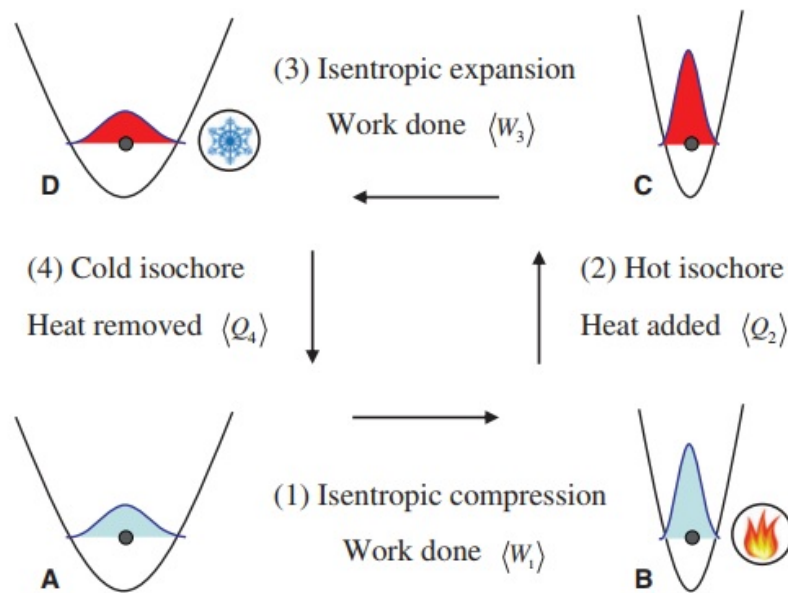 (3) Isentropic expansion
Work done ⟨W₃⟩
D
C
(4) Cold isochore
Heat removed ⟨Q₄⟩
(2) Hot isochore
Heat added ⟨Q₂⟩
(1) Isentropic compression
Work done ⟨W₁⟩
A
B